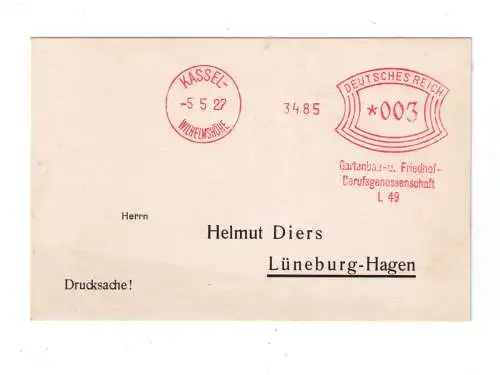 KASSEL-
-5 5 27
WILHELMSHÖHE
3485
DEUTSCHES REICH
*003
Gartenbau-u. Friedhof-
Berufsgenossenschaft
L 49
Herrn
Helmut Diers
Lüneburg-Hagen
Drucksache!